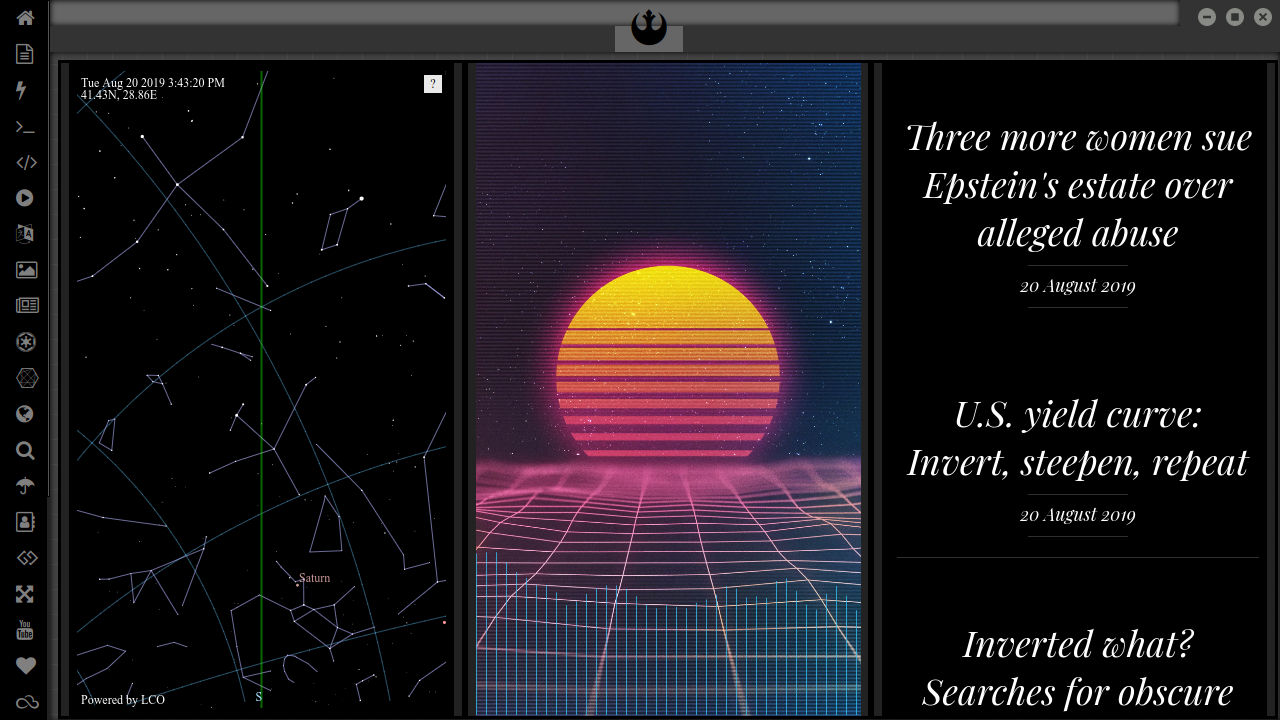 Tue Aug 20 2019 3:43:20 PM
41.43N, 28.86E
?
Saturn
S
Powered by LCO
Three more women sue
Epstein's estate over
alleged abuse
20 August 2019
U.S. yield curve:
Invert, steepen, repeat
20 August 2019
Inverted what?
Searches for obscure
You
Tube